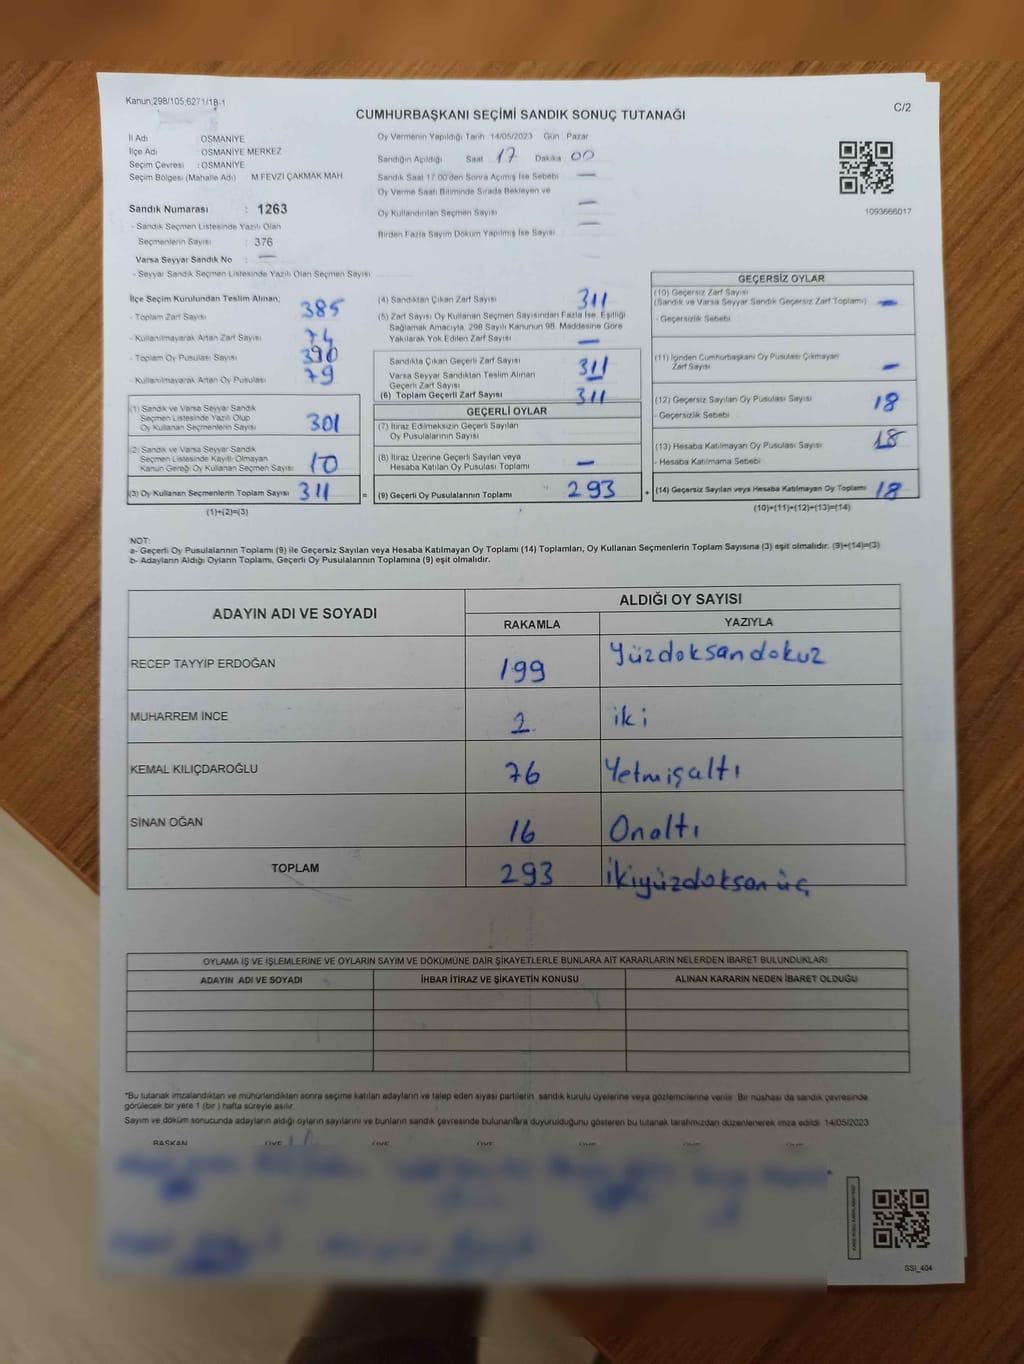 Kanun;298/105,6271/18-1
C/2
CUMHURBAŞKANI SEÇİMİ SANDIK SONUÇ TUTANAĞI
İl Adı OSMANİYE
İlçe Adı OSMANİYE MERKEZ
Seçim Çevresi : OSMANİYE
Seçim Bölgesi (Mahalle Adı) M.FEVZİ ÇAKMAK MAH.
Sandık Numarası : 1263
- Sandık Seçmen Listesinde Yazılı Olan
Seçmenlerin Sayısı : 376
Varsa Seyyar Sandık No : —
- Seyyar Sandık Seçmen Listesinde Yazılı Olan Seçmen Sayısı
Oy Vermenin Yapıldığı Tarih 14/05/2023 Gün Pazar
Sandığın Açıldığı Saat 17 Dakika 00
Sandık Saat 17:00'den Sonra Açımış İse Sebebi —
Oy Verme Saati Bitiminde Sırada Bekleyen ve
Oy Kullandırılan Seçmen Sayısı —
Birden Fazla Sayım Döküm Yapılmış İse Sayısı —
1093666017
İlçe Seçim Kurulundan Teslim Alınan;
- Toplam Zarf Sayısı 385
- Kullanılmayarak Artan Zarf Sayısı 74
- Toplam Oy Pusulası Sayısı 390
- Kullanılmayarak Artan Oy Pusulası 79
(1) Sandık ve Varsa Seyyar Sandık
Seçmen Listesinde Yazılı Olup
Oy Kullanan Seçmenlerin Sayısı 301
(2) Sandık ve Varsa Seyyar Sandık
Seçmen Listesinde Kayıtlı Olmayan
Kanun Gereği Oy Kullanan Seçmen Sayısı 10
(3) Oy Kullanan Seçmenlerin Toplam Sayısı 311 =
(1)+(2)=(3)
(4) Sandıktan Çıkan Zarf Sayısı 311
(5) Zarf Sayısı Oy Kullanan Seçmen Sayısından Fazla İse, Eşitliği
Sağlamak Amacıyla, 298 Sayılı Kanunun 98. Maddesine Göre
Yakılarak Yok Edilen Zarf Sayısı —
Sandıkta Çıkan Geçerli Zarf Sayısı 311
Varsa Seyyar Sandıktan Teslim Alınan
Geçerli Zarf Sayısı —
(6) Toplam Geçerli Zarf Sayısı 311
GEÇERLİ OYLAR
(7) İtiraz Edilmeksizin Geçerli Sayılan
Oy Pusulalarının Sayısı
(8) İtiraz Üzerine Geçerli Sayılan veya
Hesaba Katılan Oy Pusulası Toplamı —
(9) Geçerli Oy Pusulalarının Toplamı 293 +
GEÇERSİZ OYLAR
(10) Geçersiz Zarf Sayısı
(Sandık ve Varsa Seyyar Sandık Geçersiz Zarf Toplamı) —
- Geçersizlik Sebebi
(11) İçinden Cumhurbaşkanı Oy Pusulası Çıkmayan
Zarf Sayısı —
(12) Geçersiz Sayılan Oy Pusulası Sayısı 18
- Geçersizlik Sebebi
(13) Hesaba Katılmayan Oy Pusulası Sayısı 18
- Hesaba Katılmama Sebebi
(14) Geçersiz Sayılan veya Hesaba Katılmayan Oy Toplamı 18
(10)+(11)+(12)+(13)=(14)
NOT:
a- Geçerli Oy Pusulalarının Toplamı (9) ile Geçersiz Sayılan veya Hesaba Katılmayan Oy Toplamı (14) Toplamları, Oy Kullanan Seçmenlerin Toplam Sayısına (3) eşit olmalıdır. (9)+(14)=(3)
b- Adayların Aldığı Oyların Toplamı, Geçerli Oy Pusulalarının Toplamına (9) eşit olmalıdır.
ADAYIN ADI VE SOYADI
ALDIĞI OY SAYISI
RAKAMLA YAZIYLA
RECEP TAYYIP ERDOĞAN 199 Yüzdoksandokuz
MUHARREM İNCE 2 iki
KEMAL KILIÇDAROĞLU 76 Yetmişaltı
SİNAN OĞAN 16 Onaltı
TOPLAM 293 İkiyüzdoksanüç
OYLAMA İŞ VE İŞLEMLERİNE VE OYLARIN SAYIM VE DÖKÜMÜNE DAİR ŞİKAYETLERLE BUNLARA AİT KARARLARIN NELERDEN İBARET BULUNDUKLARI
ADAYIN ADI VE SOYADI İHBAR İTİRAZ VE ŞİKAYETİN KONUSU ALINAN KARARIN NEDEN İBARET OLDUĞU
"Bu tutanak imzalandıktan ve mühürlendikten sonra seçime katılan adayların ve talep eden siyasi partilerin sandık kurulu üyelerine veya gözlemcilerine verilir. Bir nüshası da sandık çevresinde
görülecek bir yere 1 (bir ) hafta süreyle asılır.
Sayım ve döküm sonucunda adayların aldığı oyların sayılarını ve bunların sandık çevresinde bulunanlara duyurulduğunu gösteren bu tutanak tarafımızdan düzenlenerek imza edildi. 14/05/2023
BAŞKAN ÜYE ÜYE ÜYE ÜYE ÜYE
SSI_404